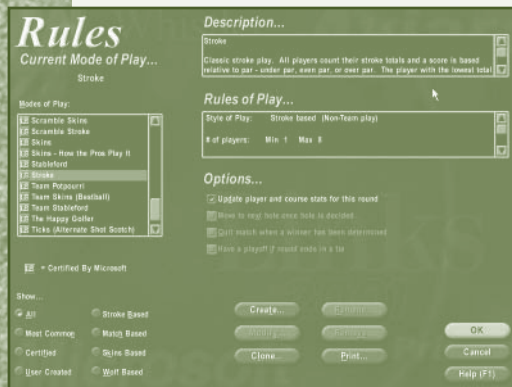 Rules
Current Mode of Play...
Stroke
Modes of Play:
Scramble Skins
Scramble Stroke
Skins
Skins - How the Pros Play It
Stableford
Stroke
Team Potpourri
Team Skins (Bestball)
Team Stableford
The Happy Golfer
Ticks (Alternate Shot Scotch)
= Certified By Microsoft
Show...
All
Most Common
Certified
User Created
Stroke Based
Match Based
Skins Based
Wolf Based
Description...
Stroke
Classic stroke play. All players count their stroke totals and a score is based
relative to par - under par, even par, or over par. The player with the lowest total
Rules of Play...
Style of Play: Stroke based (Non-Team play)
# of players: Min 1 Max 8
Options...
Update player and course stats for this round
Move to next hole once hole is decided
Quit match when a winner has been determined
Have a playoff if round ends in a tie
Create...
Rename...
Modify...
Remove...
Clone...
Print...
OK
Cancel
Help (F1)